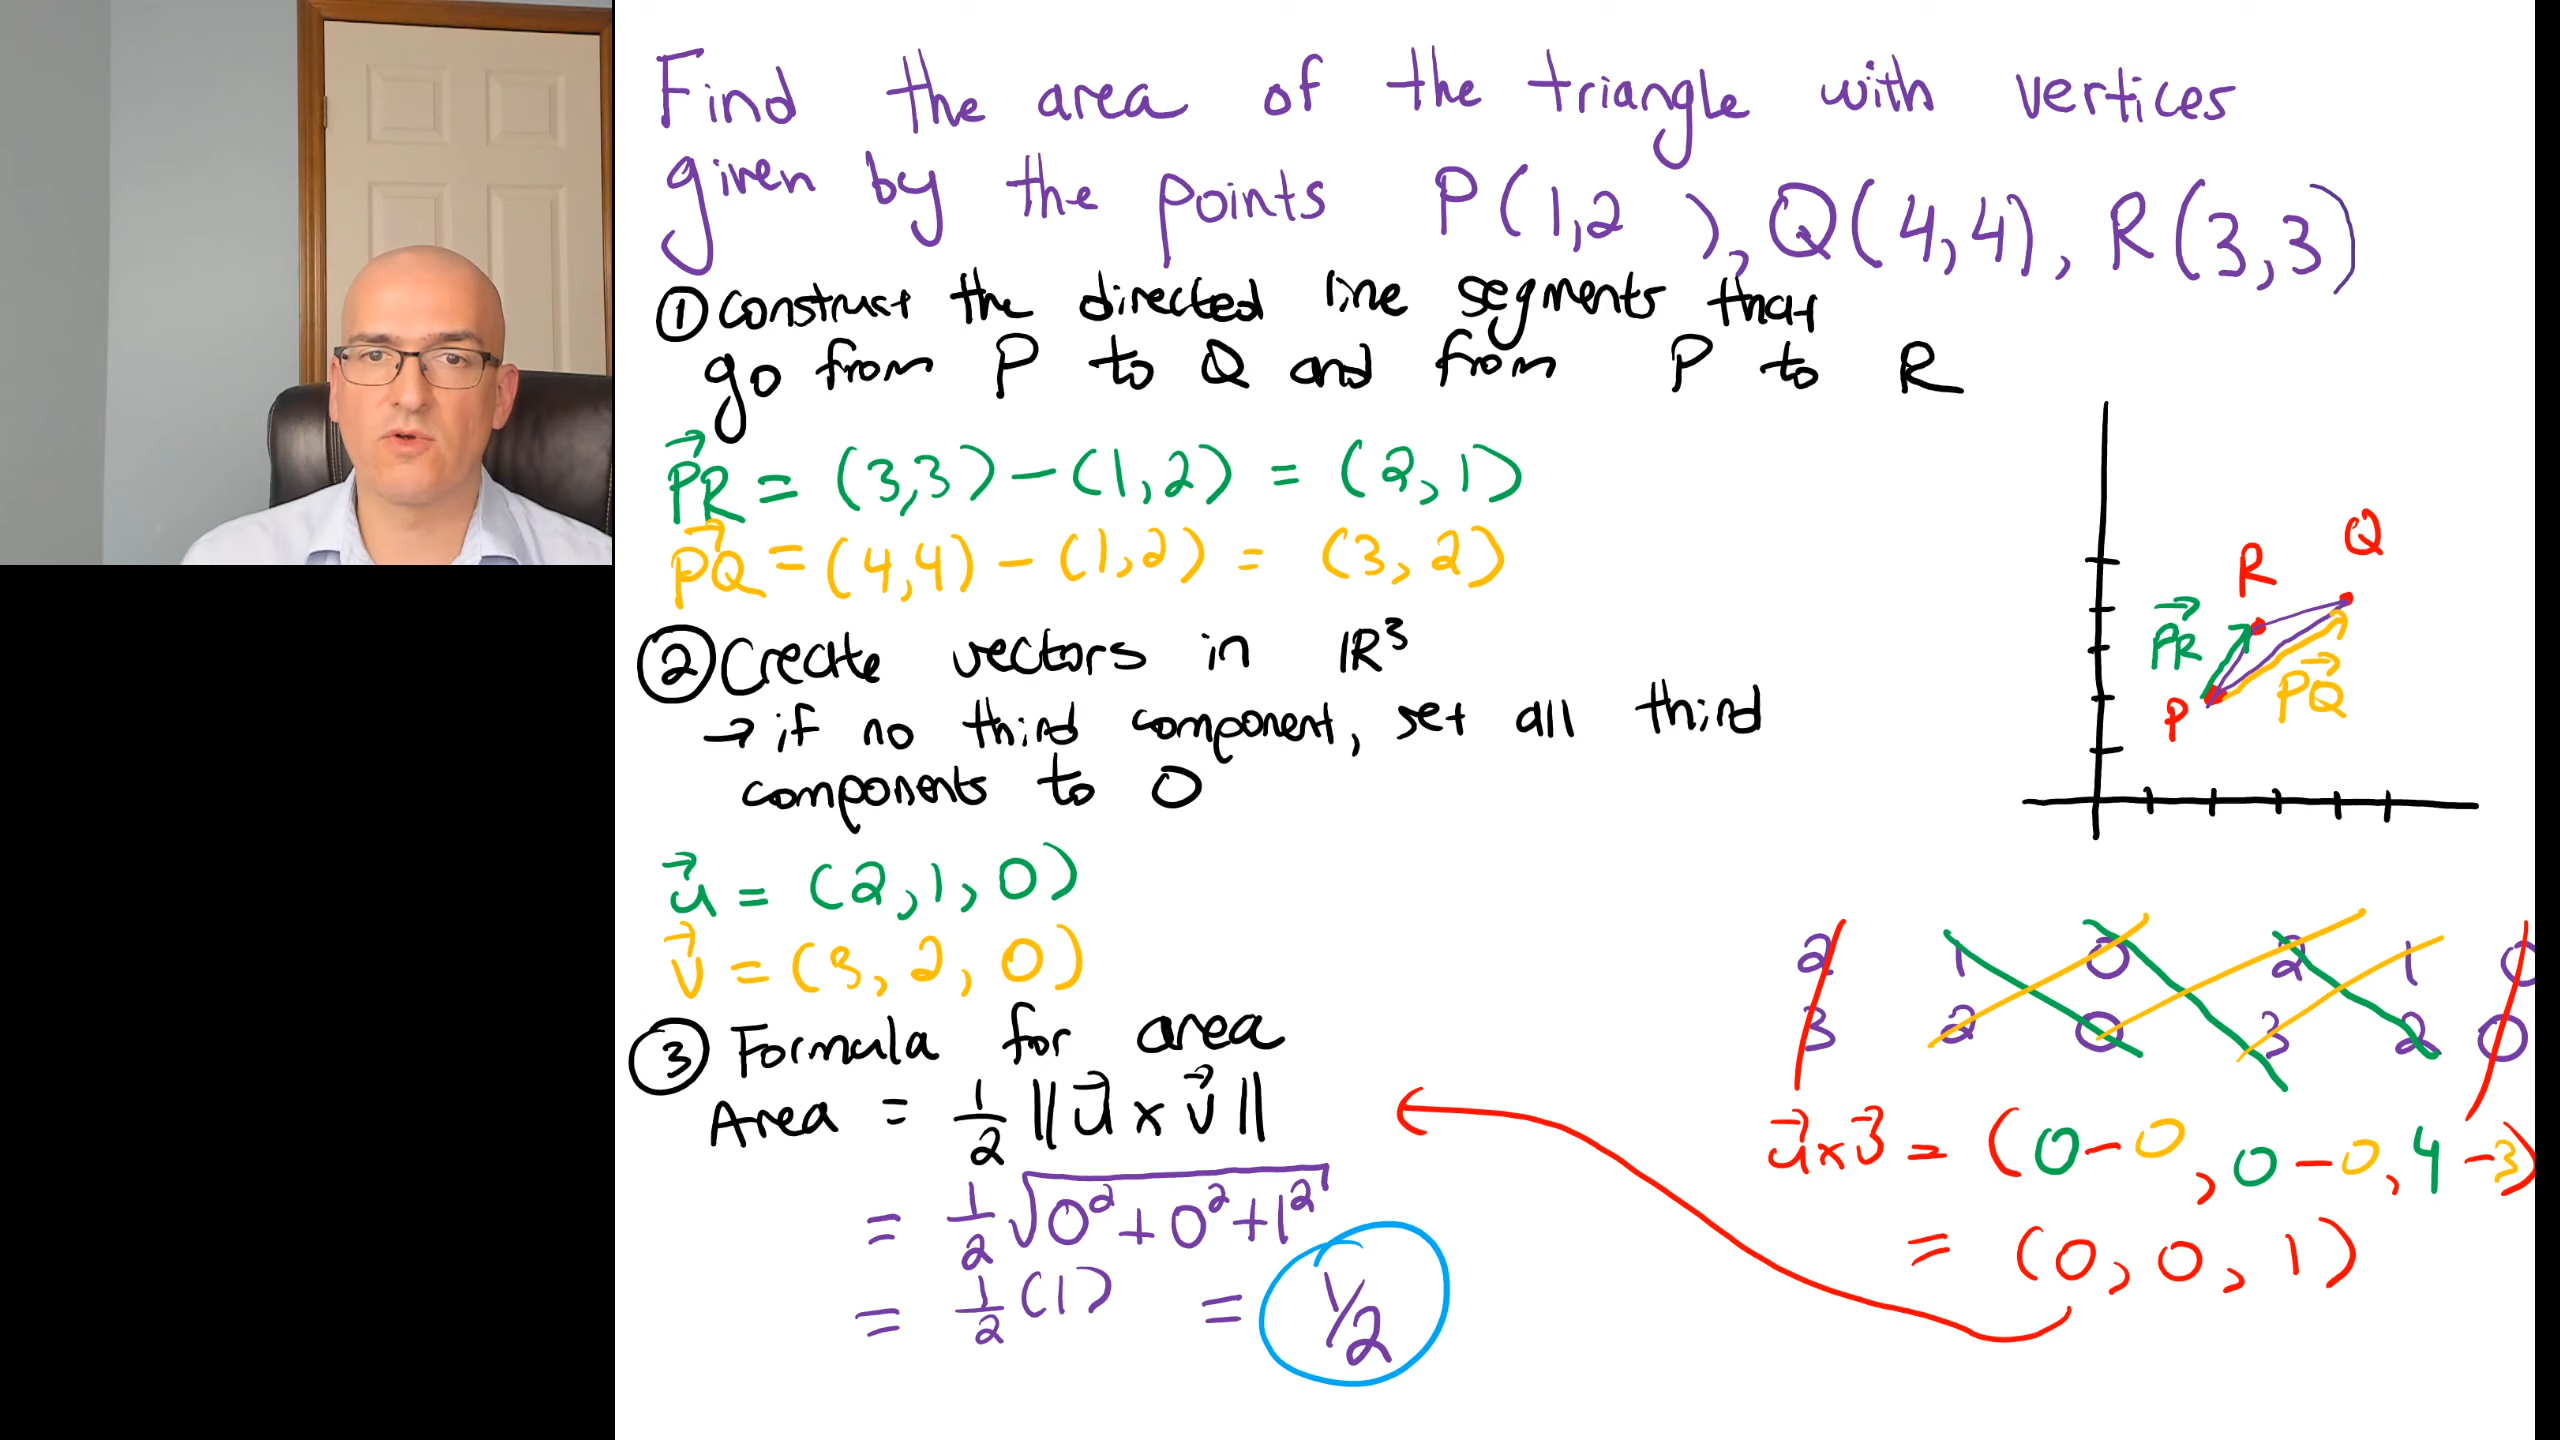 Find the area of the triangle with vertices
given by the points P(1,2 ), Q(4,4), R(3,3)
① construct the directed line segments that
go from P to Q and from P to R
P⃗R = (3,3) - (1,2) = (2,1)
P⃗Q = (4,4) - (1,2) = (3,2)
② Create vectors in ℝ³
→ if no third component, set all third
components to 0
u⃗ = (2,1,0)
v⃗ = (3,2,0)
③ Formula for area
Area = 1/2 ||u⃗ × v⃗||
= 1/2 √(0² + 0² + 1²)
= 1/2 (1) = 1/2
Q
R
P⃗R
P⃗Q
P
2 1 0 2 1 0
3 2 0 3 2 0
u⃗ × v⃗ = (0-0, 0-0, 4-3)
= (0, 0, 1)